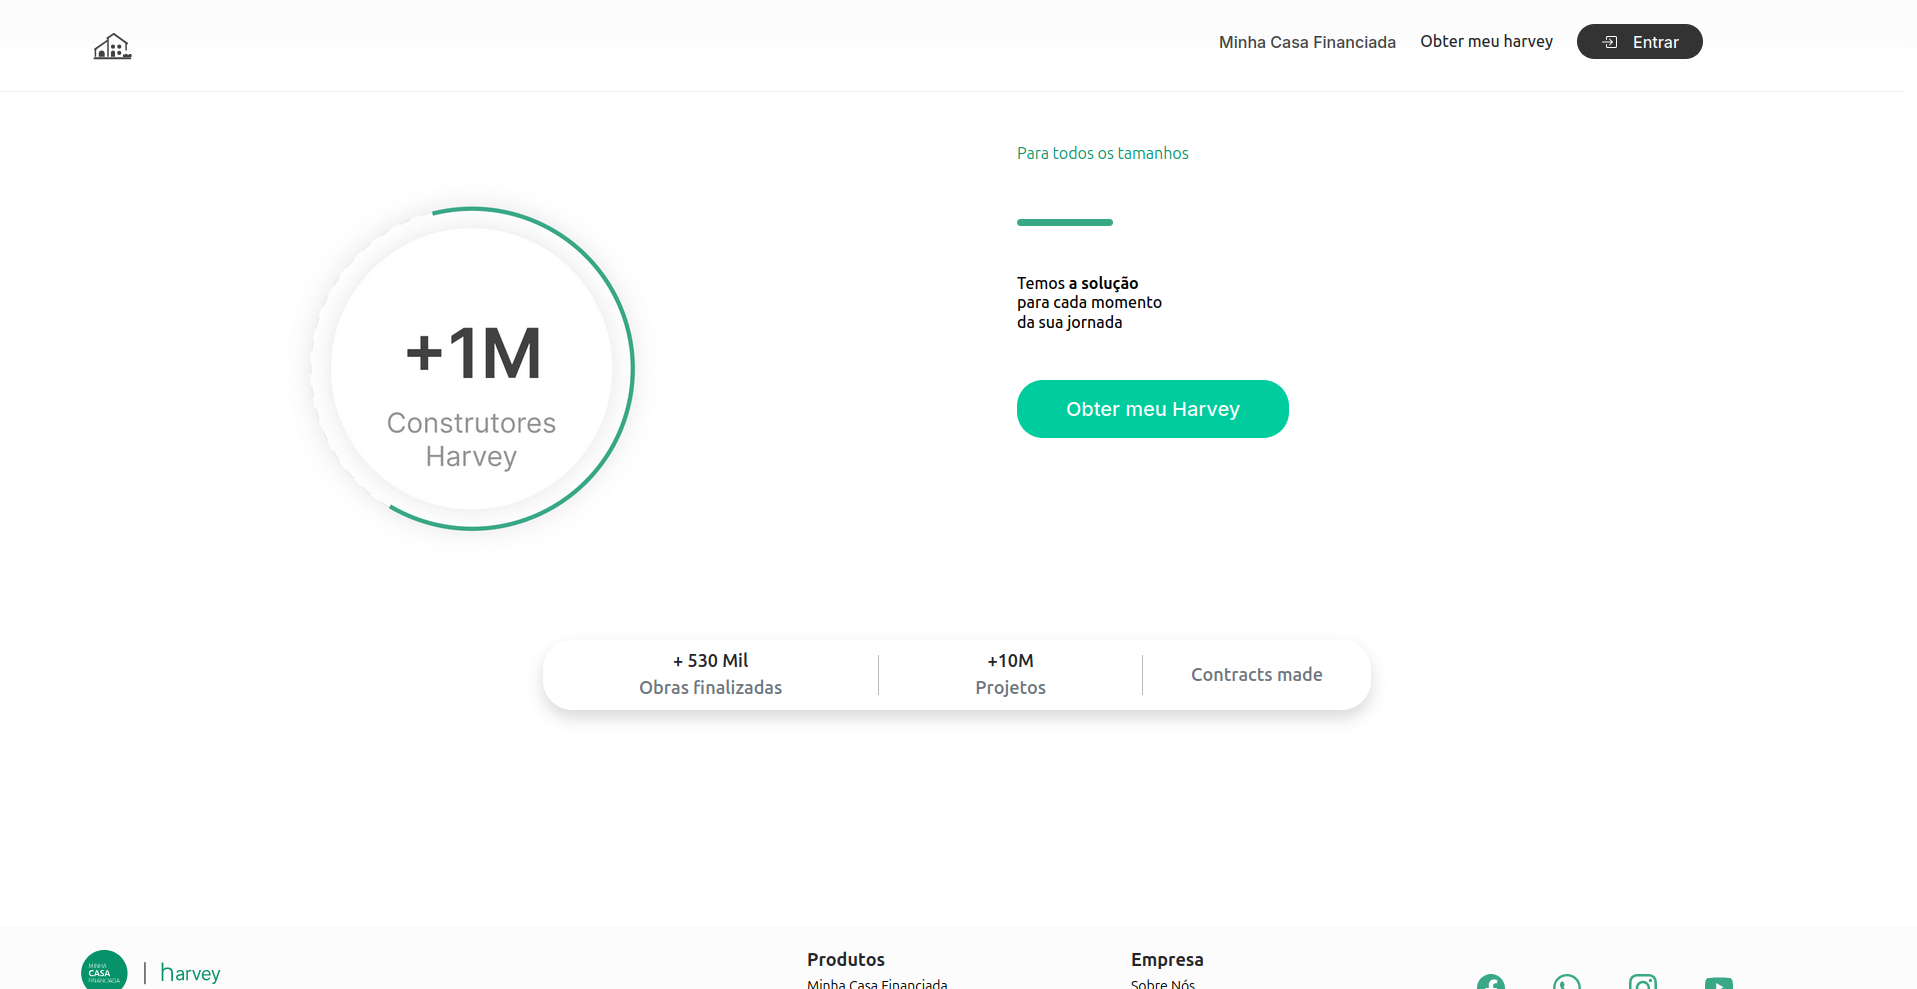 Minha Casa Financiada
Obter meu harvey
Entrar
Para todos os tamanhos
Temos a solução
para cada momento
da sua jornada
Obter meu Harvey
+1M
Construtores
Harvey
+ 530 Mil
Obras finalizadas
+10M
Projetos
Contracts made
MINHA
CASA
FINANCIADA
harvey
Produtos
Minha Casa Financiada
Empresa
Sobre Nós